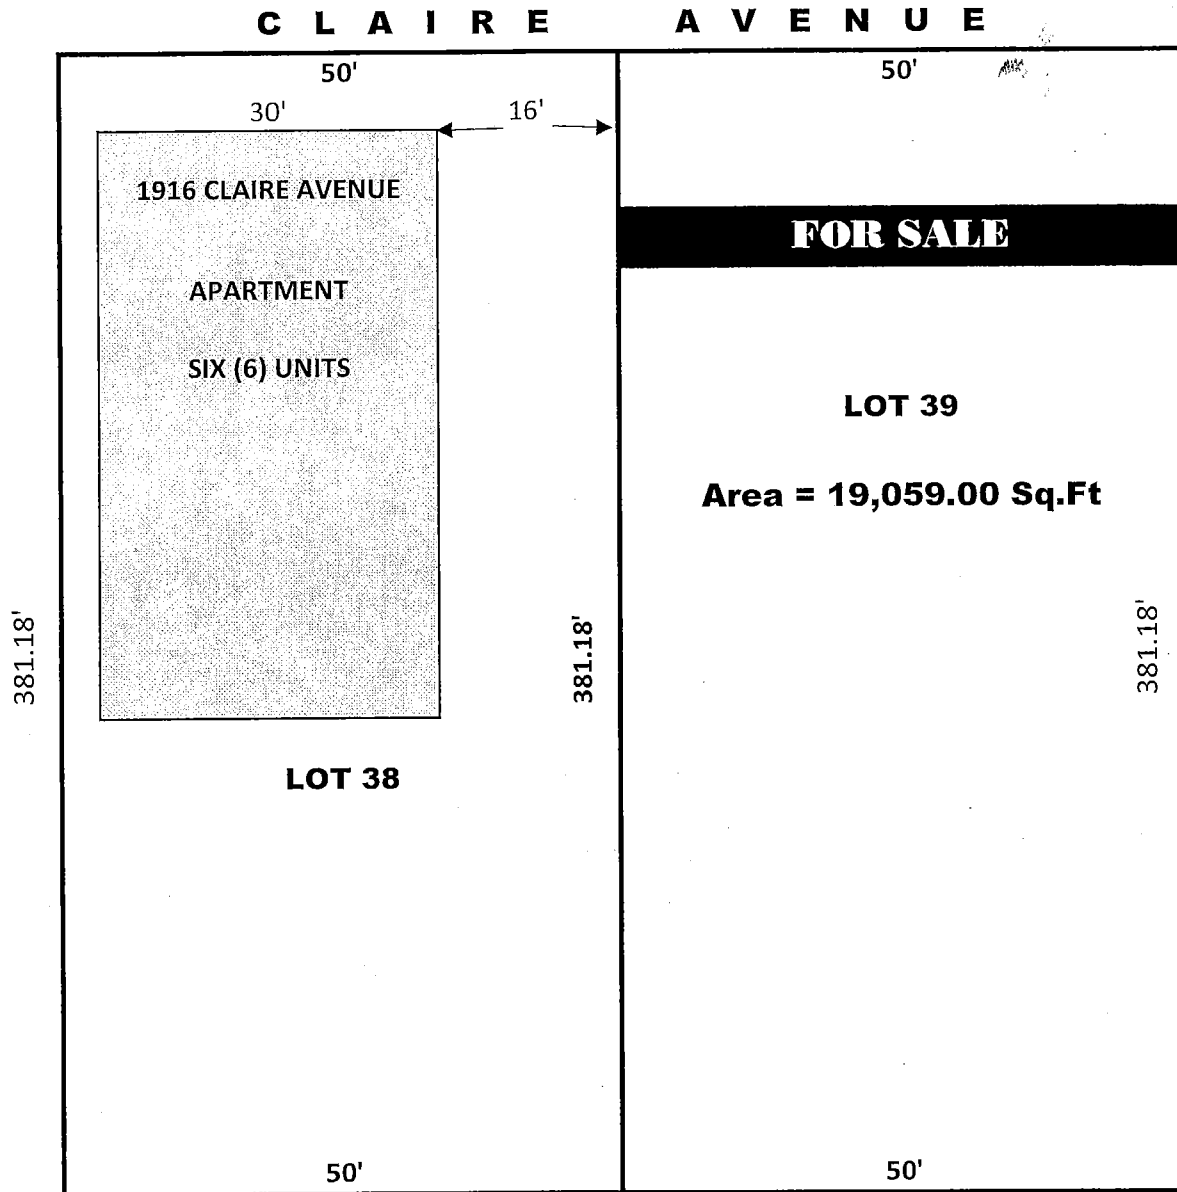 CLAIRE AVENUE
50'
50'
30'
16'
1916 CLAIRE AVENUE
APARTMENT
SIX (6) UNITS
FOR SALE
LOT 39
Area = 19,059.00 Sq.Ft
381.18'
381.18'
381.18'
LOT 38
50'
50'